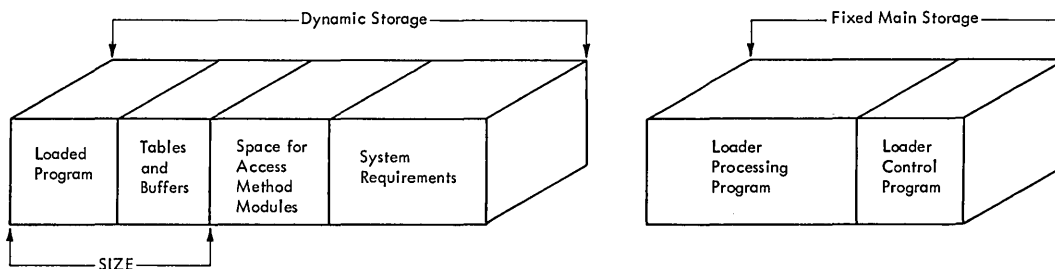 Dynamic Storage
Fixed Main Storage
Loaded
Program
Tables
and
Buffers
Space for
Access
Method
Modules
System
Requirements
Loader
Processing
Program
Loader
Control
Program
SIZE